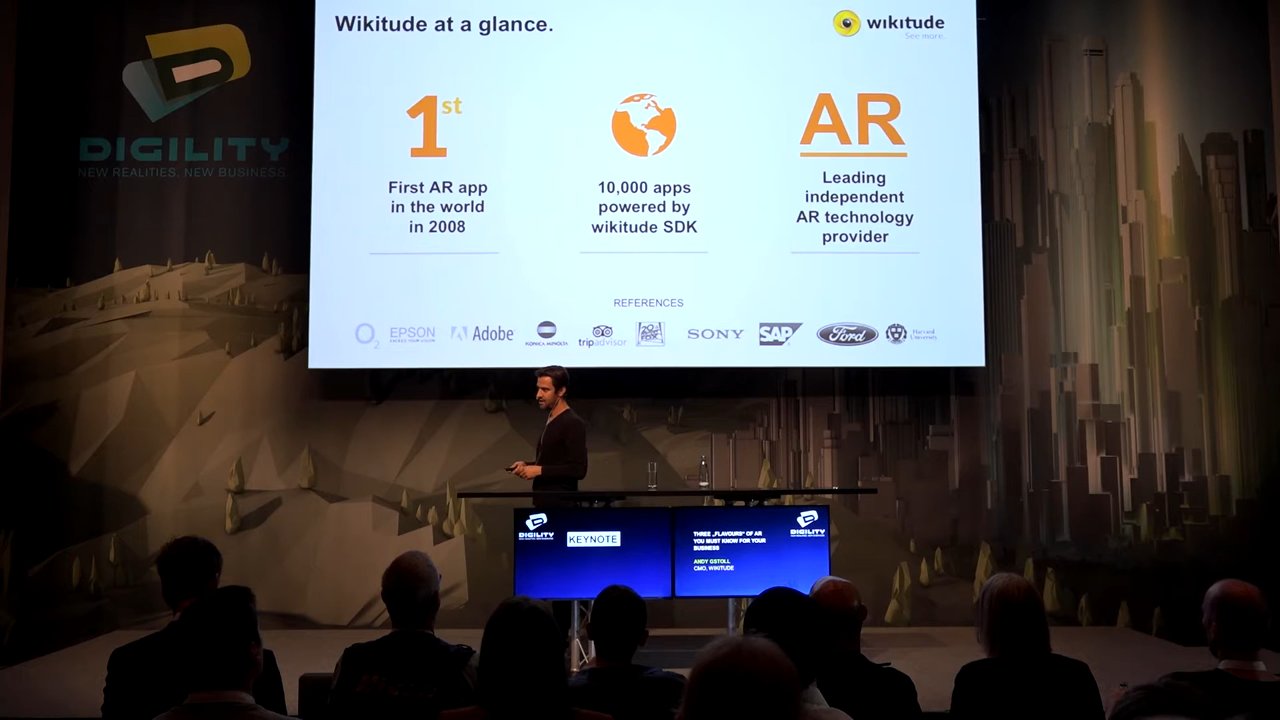 Wikitude at a glance.
wikitude
See more.
DIGILITY
NEW REALITIES. NEW BUSINESS.
1st
First AR app
in the world
in 2008
10,000 apps
powered by
wikitude SDK
AR
Leading
independent
AR technology
provider
REFERENCES
O2
EPSON
EXCEED YOUR VISION
Adobe
KONICA MINOLTA
tripadvisor
20th CENTURY FOX
SONY
SAP
Ford
Harvard
University
DIGILITY
KEYNOTE
DIGILITY
THREE „FLAVOURS“ OF AR
YOU MUST KNOW FOR YOUR
BUSINESS
ANDY GSTOLL
CMO, WIKITUDE